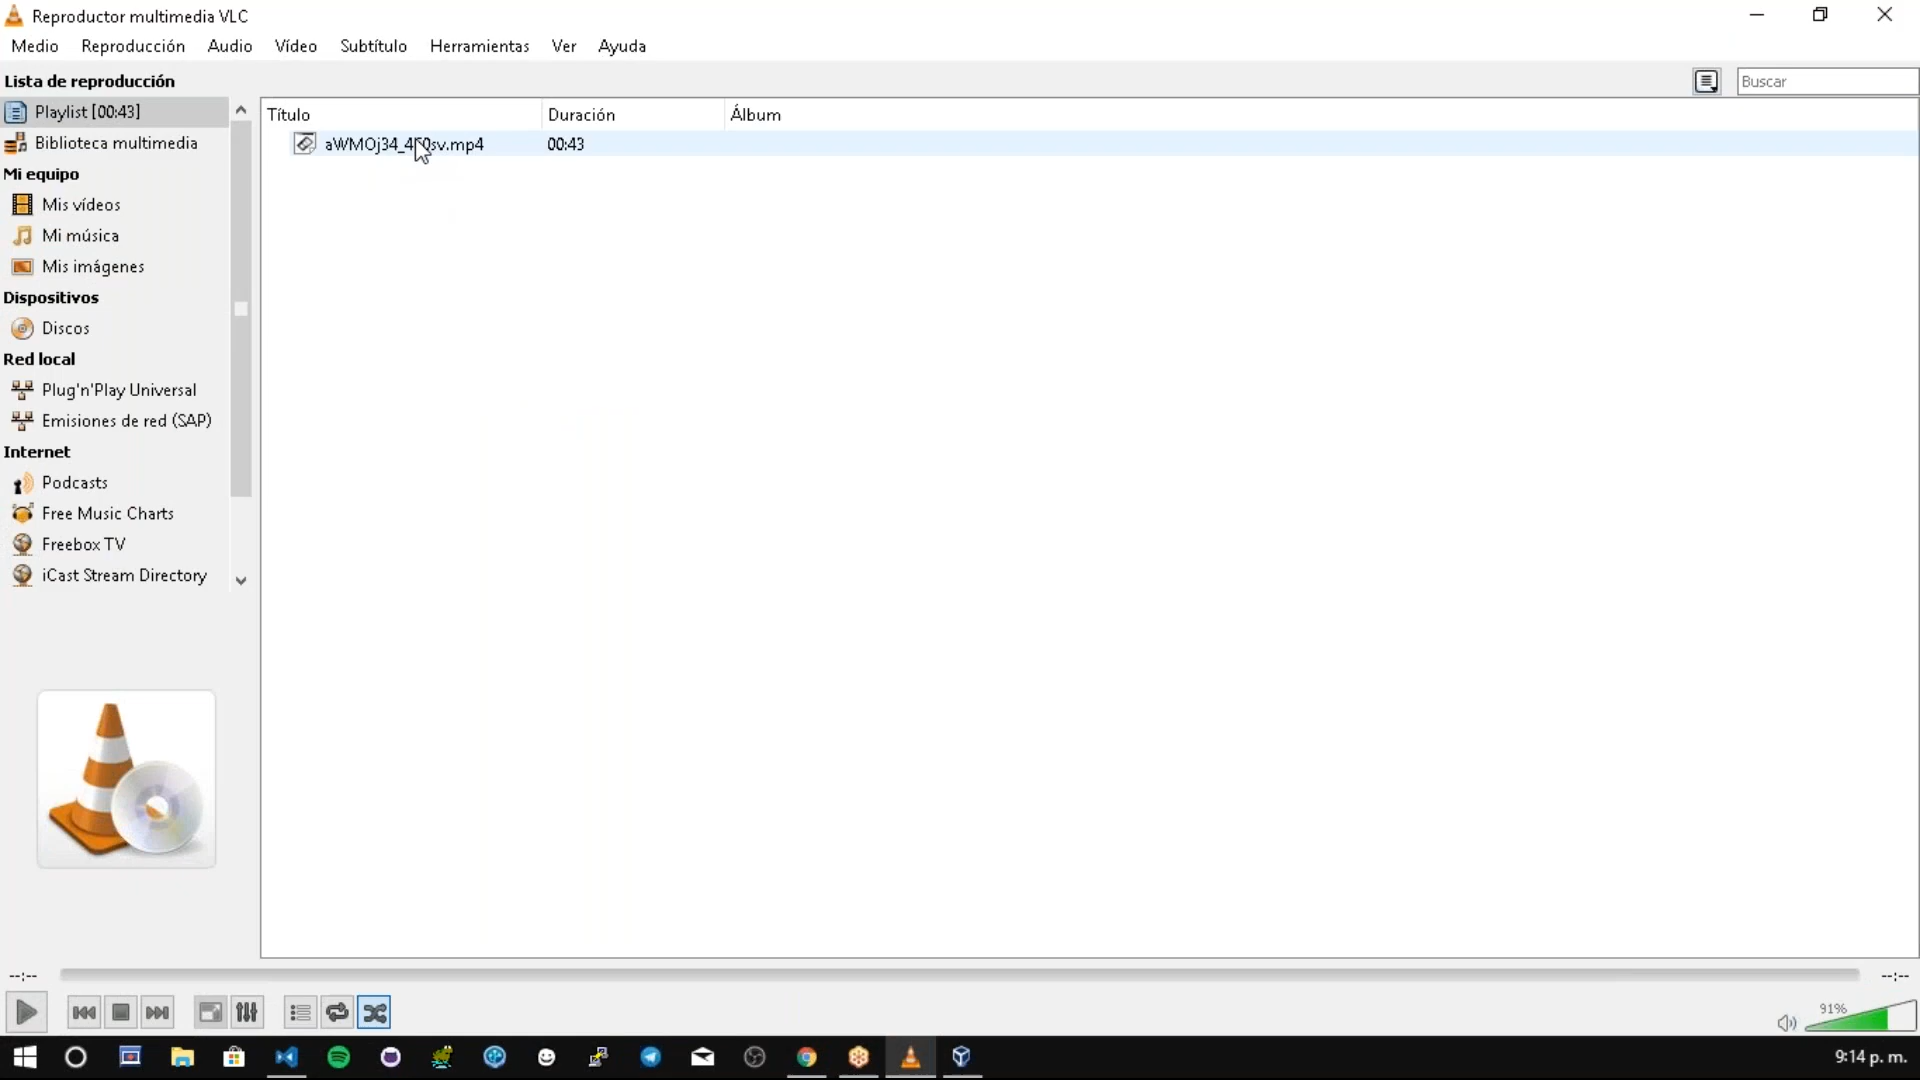 Reproductor multimedia VLC
Medio Reproducción Audio Vídeo Subtítulo Herramientas Ver Ayuda
Lista de reproducción
Buscar
Playlist [00:43]
Biblioteca multimedia
Mi equipo
Mis vídeos
Mi música
Mis imágenes
Dispositivos
Discos
Red local
Plug'n'Play Universal
Emisiones de red (SAP)
Internet
Podcasts
Free Music Charts
Freebox TV
iCast Stream Directory
Título Duración Álbum
00:43
--:-- --:--
91%
9:14 p. m.